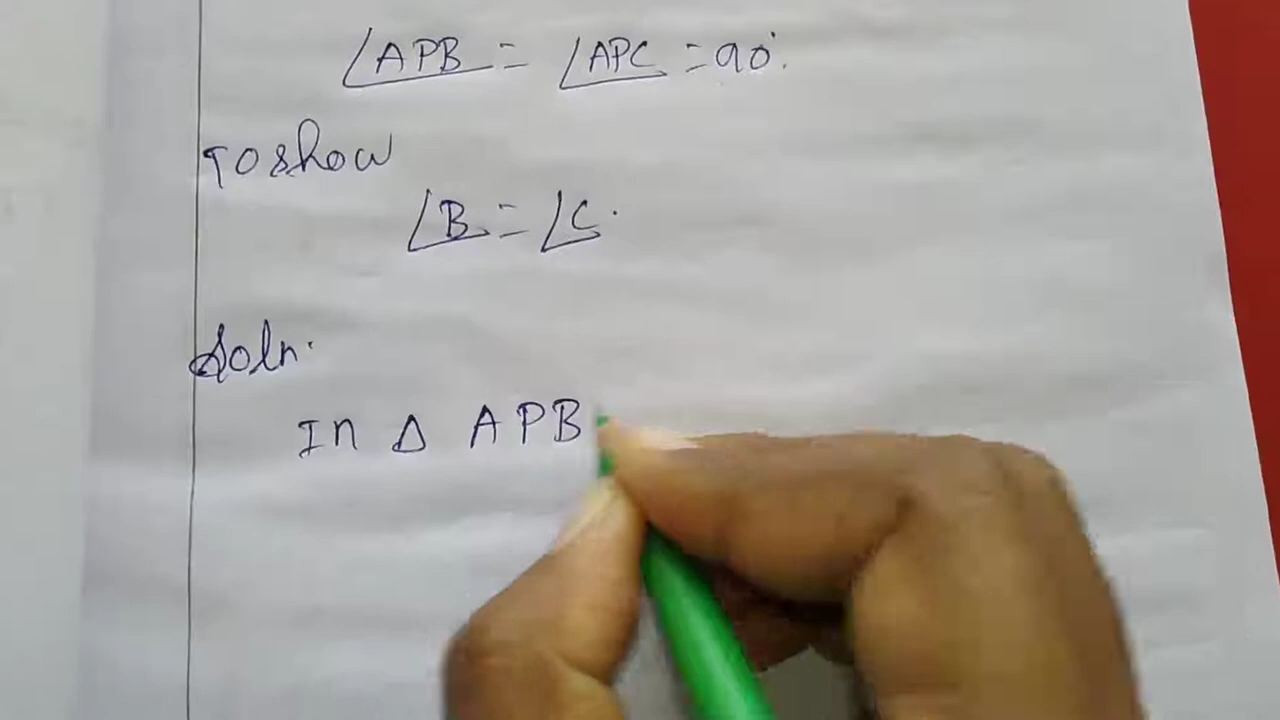 ∠APB = ∠APC = 90°.
To show
∠B = ∠C.
Soln.
In Δ APB